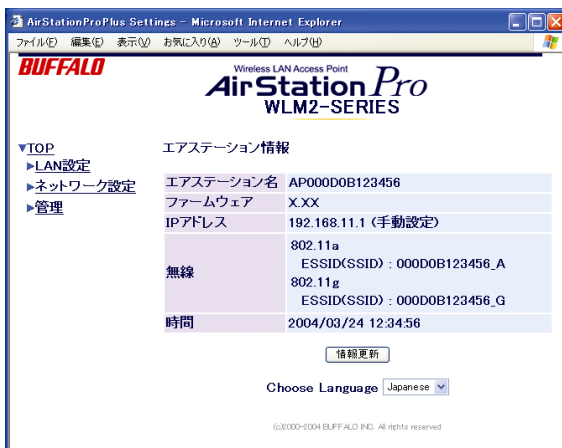 AirStationProPlus Settings - Microsoft Internet Explorer
ファイル(F) 編集(E) 表示(V) お気に入り(A) ツール(T) ヘルプ(H)
BUFFALO
Wireless LAN Access Point
AirStation Pro
WLM2-SERIES
▼TOP
▶LAN設定
▶ネットワーク設定
▶管理
エアステーション情報
エアステーション名 AP000D0B123456
ファームウェア X.XX
IPアドレス 192.168.11.1 (手動設定)
無線
802.11a
ESSID(SSID) : 000D0B123456_A
802.11g
ESSID(SSID) : 000D0B123456_G
時間 2004/03/24 12:34:56
情報更新
Choose Language Japanese
(c)2000-2004 BUFFALO INC. All rights reserved